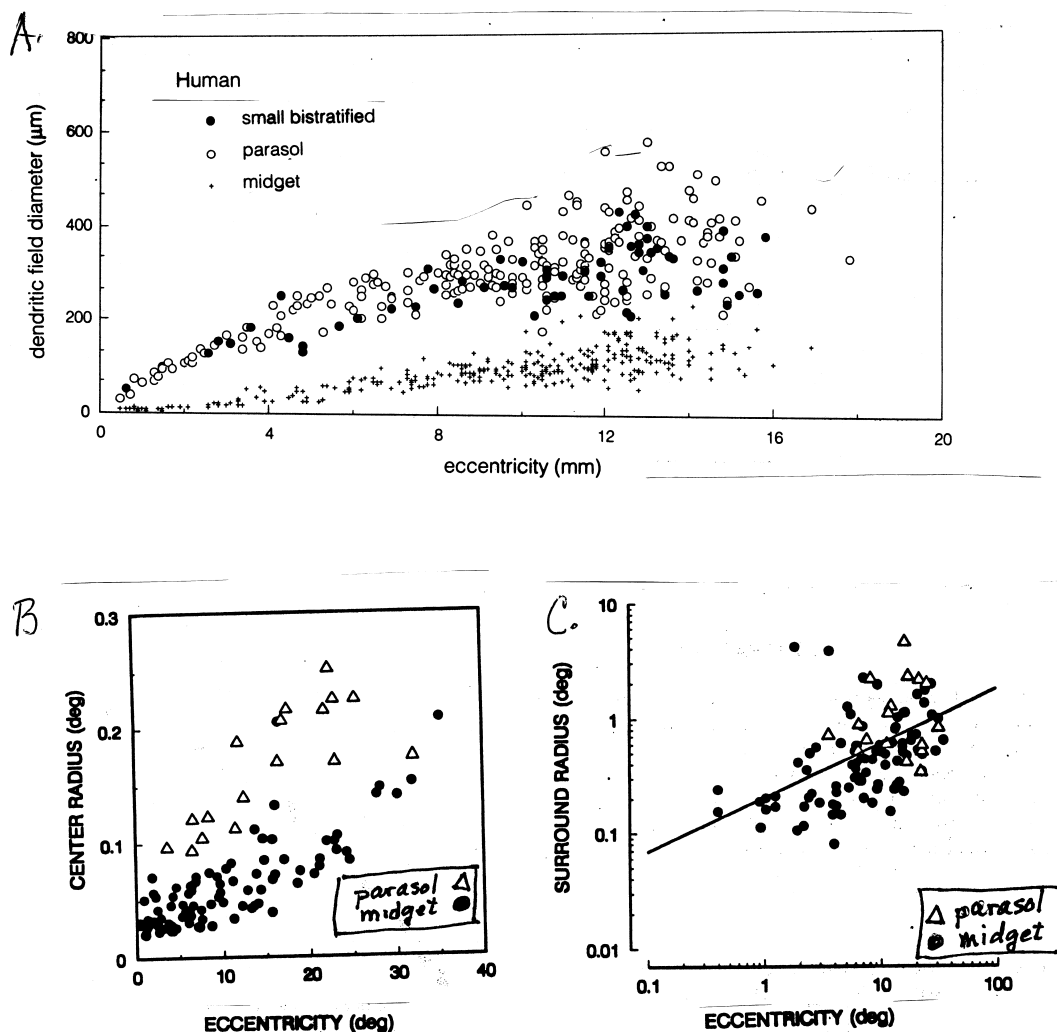 A.
800
600
400
200
0
dendritic field diameter (μm)
Human
small bistratified
parasol
midget
0 4 8 12 16 20
eccentricity (mm)
B
0.3
0.2
0.1
0
CENTER RADIUS (deg)
parasol
midget
0 10 20 30 40
ECCENTRICITY (deg)
C.
10
1
0.1
0.01
SURROUND RADIUS (deg)
parasol
midget
0.1 1 10 100
ECCENTRICITY (deg)